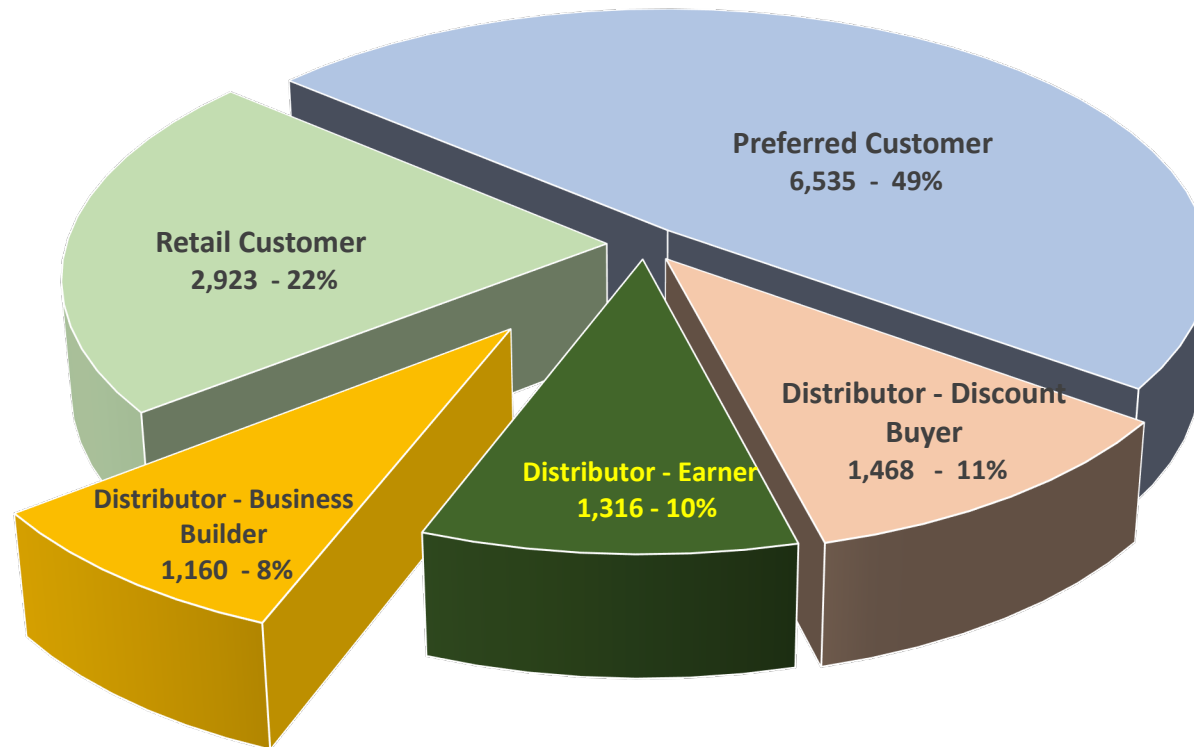 Preferred Customer
6,535 - 49%
Retail Customer
2,923 - 22%
Distributor - Discount
Buyer
1,468 - 11%
Distributor - Earner
1,316 - 10%
Distributor - Business
Builder
1,160 - 8%